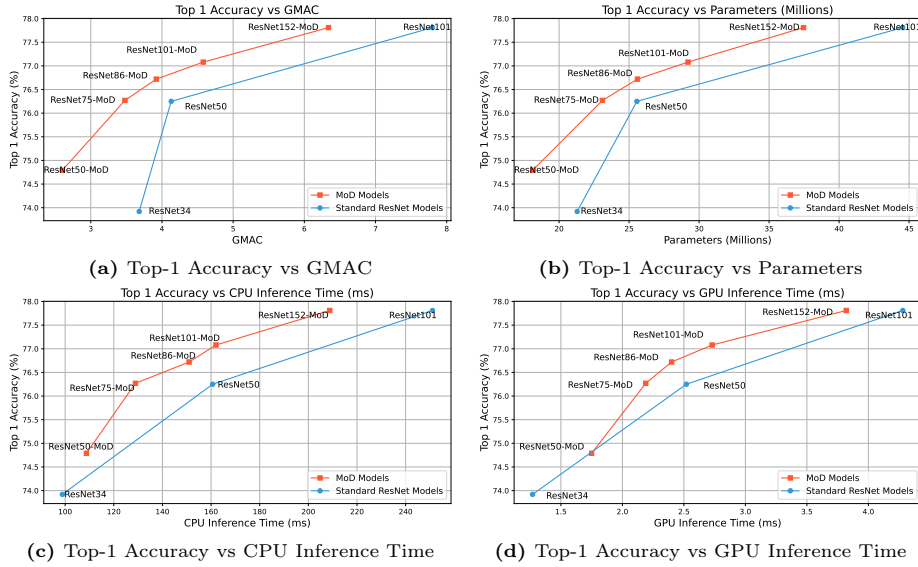 Top 1 Accuracy vs GMAC
78.0
77.5
77.0
76.5
76.0
75.5
75.0
74.5
74.0
Top 1 Accuracy (%)
ResNet152-MoD
ResNet101
ResNet101-MoD
ResNet86-MoD
ResNet75-MoD
ResNet50
ResNet50-MoD
ResNet34
MoD Models
Standard ResNet Models
3 4 5 6 7 8
GMAC
(a) Top-1 Accuracy vs GMAC
Top 1 Accuracy vs Parameters (Millions)
78.0
77.5
77.0
76.5
76.0
75.5
75.0
74.5
74.0
Top 1 Accuracy (%)
ResNet152-MoD
ResNet101
ResNet101-MoD
ResNet86-MoD
ResNet75-MoD
ResNet50
ResNet50-MoD
ResNet34
MoD Models
Standard ResNet Models
20 25 30 35 40 45
Parameters (Millions)
(b) Top-1 Accuracy vs Parameters
Top 1 Accuracy vs CPU Inference Time (ms)
78.0
77.5
77.0
76.5
76.0
75.5
75.0
74.5
74.0
Top 1 Accuracy (%)
ResNet152-MoD
ResNet101
ResNet101-MoD
ResNet86-MoD
ResNet75-MoD
ResNet50
ResNet50-MoD
ResNet34
MoD Models
Standard ResNet Models
100 120 140 160 180 200 220 240
CPU Inference Time (ms)
(c) Top-1 Accuracy vs CPU Inference Time
Top 1 Accuracy vs GPU Inference Time (ms)
78.0
77.5
77.0
76.5
76.0
75.5
75.0
74.5
74.0
Top 1 Accuracy (%)
ResNet152-MoD
ResNet101
ResNet101-MoD
ResNet86-MoD
ResNet75-MoD
ResNet50
ResNet50-MoD
ResNet34
MoD Models
Standard ResNet Models
1.5 2.0 2.5 3.0 3.5 4.0
GPU Inference Time (ms)
(d) Top-1 Accuracy vs GPU Inference Time